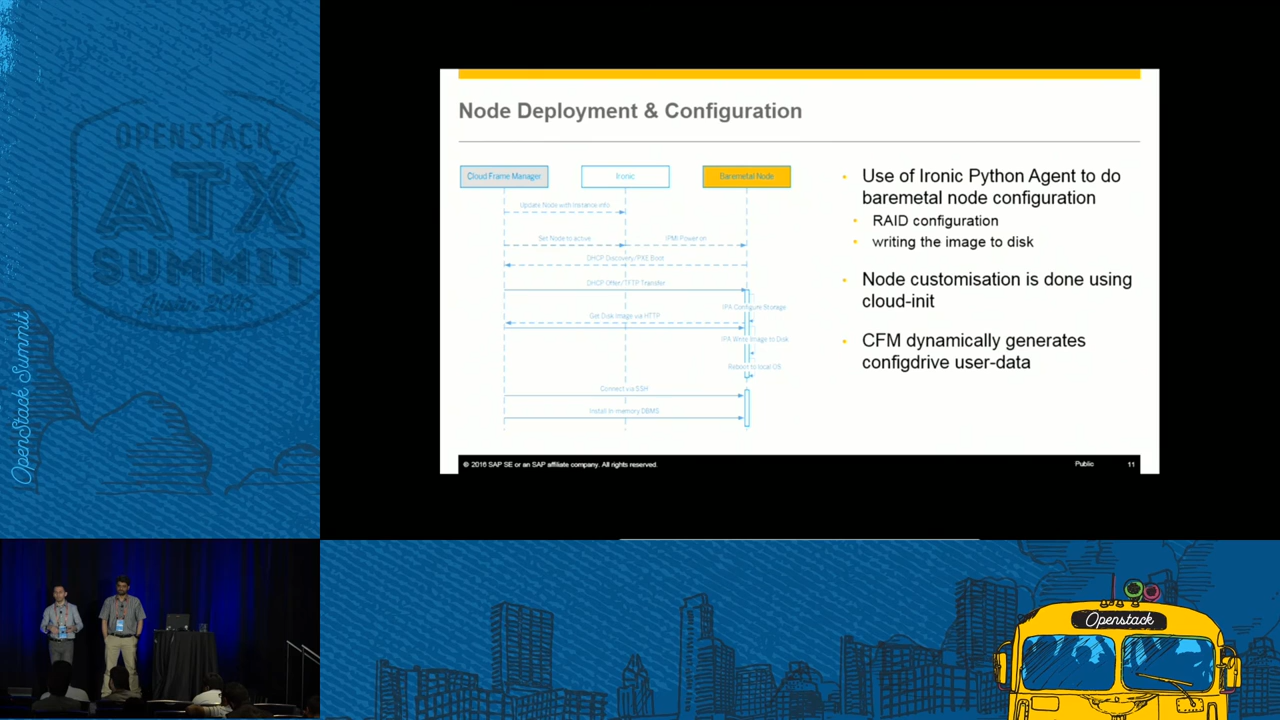 OPENSTACK
ATX
OpenStack Summit
Node Deployment & Configuration
Cloud Frame Manager
Ironic
Baremetal Node
Update Node with Instance info
Set Node to active
IPMI Power on
DHCP Discovery/PXE Boot
DHCP Offer/TFTP Transfer
IPA Configure Storage
Get Disk Image via HTTP
IPA Write Image to Disk
Reboot to local OS
Connect via SSH
Install In-memory DBMS
Use of Ironic Python Agent to do
baremetal node configuration
RAID configuration
writing the image to disk
Node customisation is done using
cloud-init
CFM dynamically generates
configdrive user-data
© 2016 SAP SE or an SAP affiliate company. All rights reserved.
Public
11
Openstack